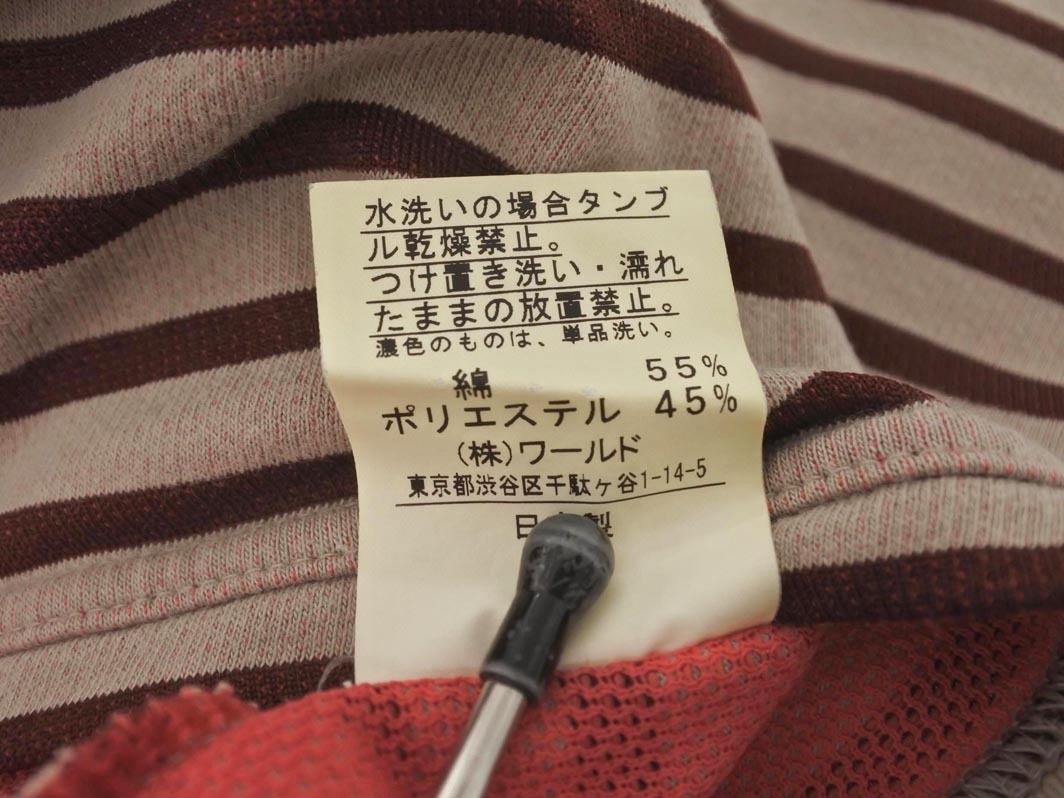 水洗いの場合タンブ
ル乾燥禁止。
つけ置き洗い・濡れ
たままの放置禁止。
濃色のものは、単品洗い。
綿 55%
ポリエステル 45%
(株)ワールド
東京都渋谷区千駄ヶ谷1-14-5
日本製